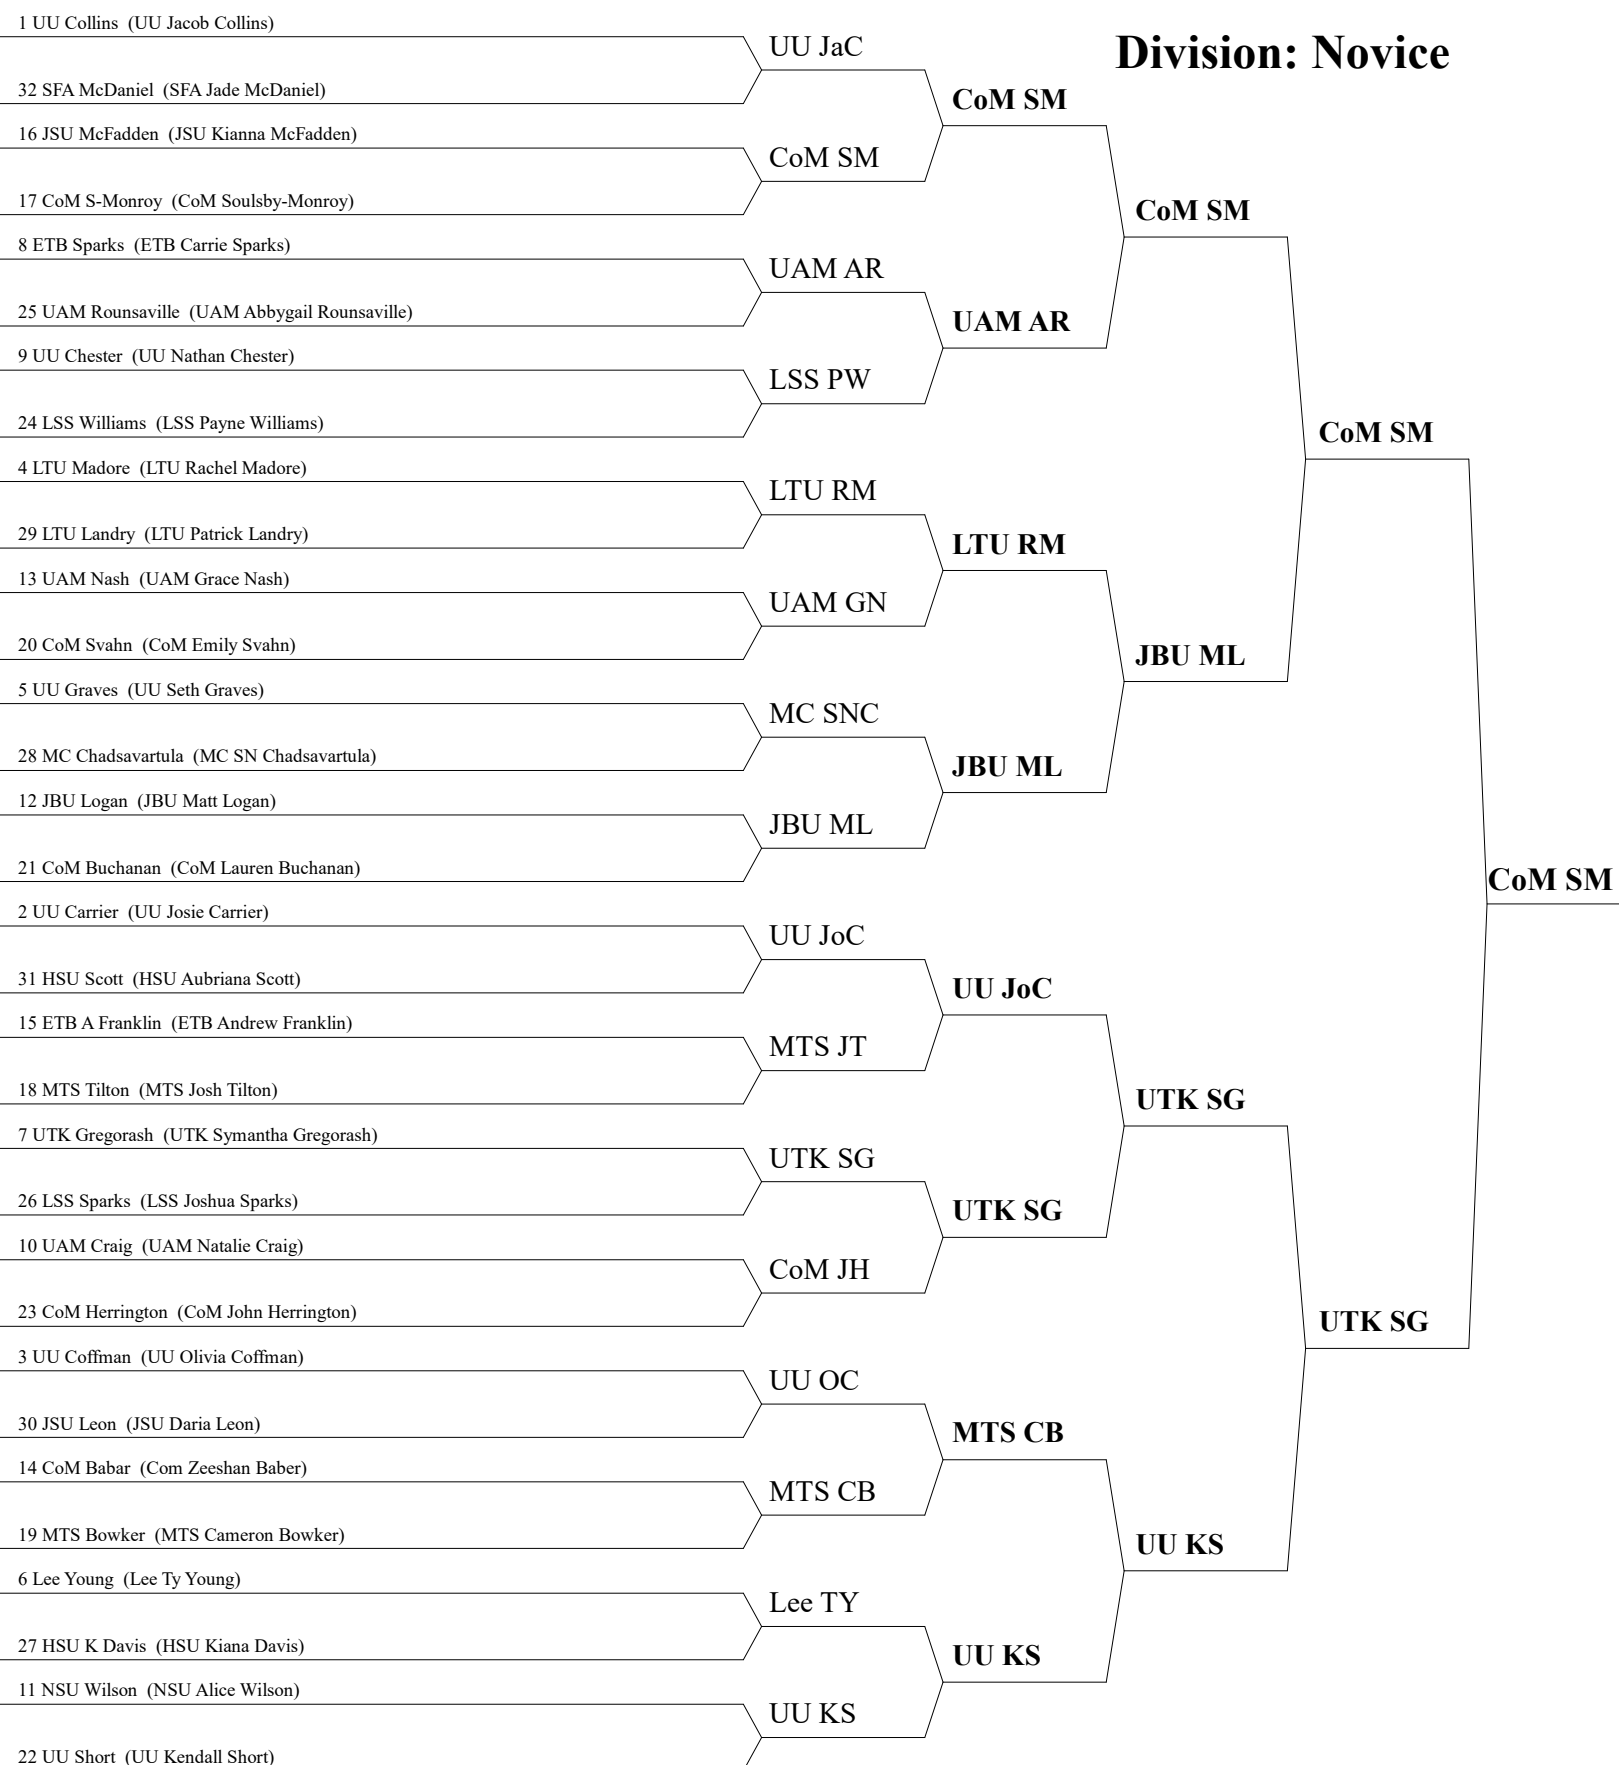 1 UU Collins (UU Jacob Collins)
UU JaC
Division: Novice
32 SFA McDaniel (SFA Jade McDaniel)
CoM SM
16 JSU McFadden (JSU Kianna McFadden)
CoM SM
17 CoM S-Monroy (CoM Soulsby-Monroy)
CoM SM
8 ETB Sparks (ETB Carrie Sparks)
UAM AR
25 UAM Rounsaville (UAM Abbygail Rounsaville)
UAM AR
9 UU Chester (UU Nathan Chester)
LSS PW
24 LSS Williams (LSS Payne Williams)
CoM SM
4 LTU Madore (LTU Rachel Madore)
LTU RM
29 LTU Landry (LTU Patrick Landry)
LTU RM
13 UAM Nash (UAM Grace Nash)
UAM GN
20 CoM Svahn (CoM Emily Svahn)
JBU ML
5 UU Graves (UU Seth Graves)
MC SNC
28 MC Chadsavartula (MC SN Chadsavartula)
JBU ML
12 JBU Logan (JBU Matt Logan)
JBU ML
21 CoM Buchanan (CoM Lauren Buchanan)
CoM SM
2 UU Carrier (UU Josie Carrier)
UU JoC
31 HSU Scott (HSU Aubriana Scott)
UU JoC
15 ETB A Franklin (ETB Andrew Franklin)
MTS JT
18 MTS Tilton (MTS Josh Tilton)
UTK SG
7 UTK Gregorash (UTK Symantha Gregorash)
UTK SG
26 LSS Sparks (LSS Joshua Sparks)
UTK SG
10 UAM Craig (UAM Natalie Craig)
CoM JH
23 CoM Herrington (CoM John Herrington)
UTK SG
3 UU Coffman (UU Olivia Coffman)
UU OC
30 JSU Leon (JSU Daria Leon)
MTS CB
14 CoM Babar (Com Zeeshan Baber)
MTS CB
19 MTS Bowker (MTS Cameron Bowker)
UU KS
6 Lee Young (Lee Ty Young)
Lee TY
27 HSU K Davis (HSU Kiana Davis)
UU KS
11 NSU Wilson (NSU Alice Wilson)
UU KS
22 UU Short (UU Kendall Short)